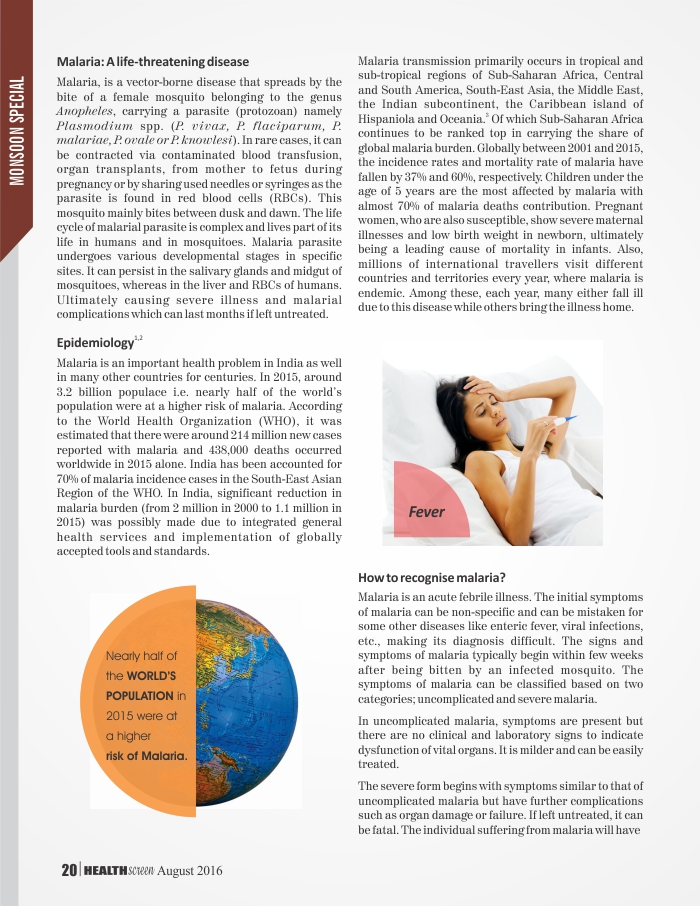 MONSOON SPECIAL
Malaria: A life-threatening disease
Malaria, is a vector-borne disease that spreads by the
bite of a female mosquito belonging to the genus
Anopheles, carrying a parasite (protozoan) namely
Plasmodium spp. (P. vivax, P. flaciparum, P.
malariae, P. ovale or P. knowlesi). In rare cases, it can
be contracted via contaminated blood transfusion,
organ transplants, from mother to fetus during
pregnancy or by sharing used needles or syringes as the
parasite is found in red blood cells (RBCs). This
mosquito mainly bites between dusk and dawn. The life
cycle of malarial parasite is complex and lives part of its
life in humans and in mosquitoes. Malaria parasite
undergoes various developmental stages in specific
sites. It can persist in the salivary glands and midgut of
mosquitoes, whereas in the liver and RBCs of humans.
Ultimately causing severe illness and malarial
complications which can last months if left untreated.
Epidemiology1,2
Malaria is an important health problem in India as well
in many other countries for centuries. In 2015, around
3.2 billion populace i.e. nearly half of the world's
population were at a higher risk of malaria. According
to the World Health Organization (WHO), it was
estimated that there were around 214 million new cases
reported with malaria and 438,000 deaths occurred
worldwide in 2015 alone. India has been accounted for
70% of malaria incidence cases in the South-East Asian
Region of the WHO. In India, significant reduction in
malaria burden (from 2 million in 2000 to 1.1 million in
2015) was possibly made due to integrated general
health services and implementation of globally
accepted tools and standards.
Nearly half of
the WORLD'S
POPULATION in
2015 were at
a higher
risk of Malaria.
Malaria transmission primarily occurs in tropical and
sub-tropical regions of Sub-Saharan Africa, Central
and South America, South-East Asia, the Middle East,
the Indian subcontinent, the Caribbean island of
Hispaniola and Oceania.3 Of which Sub-Saharan Africa
continues to be ranked top in carrying the share of
global malaria burden. Globally between 2001 and 2015,
the incidence rates and mortality rate of malaria have
fallen by 37% and 60%, respectively. Children under the
age of 5 years are the most affected by malaria with
almost 70% of malaria deaths contribution. Pregnant
women, who are also susceptible, show severe maternal
illnesses and low birth weight in newborn, ultimately
being a leading cause of mortality in infants. Also,
millions of international travellers visit different
countries and territories every year, where malaria is
endemic. Among these, each year, many either fall ill
due to this disease while others bring the illness home.
Fever
How to recognise malaria?
Malaria is an acute febrile illness. The initial symptoms
of malaria can be non-specific and can be mistaken for
some other diseases like enteric fever, viral infections,
etc., making its diagnosis difficult. The signs and
symptoms of malaria typically begin within few weeks
after being bitten by an infected mosquito. The
symptoms of malaria can be classified based on two
categories; uncomplicated and severe malaria.
In uncomplicated malaria, symptoms are present but
there are no clinical and laboratory signs to indicate
dysfunction of vital organs. It is milder and can be easily
treated.
The severe form begins with symptoms similar to that of
uncomplicated malaria but have further complications
such as organ damage or failure. If left untreated, it can
be fatal. The individual suffering from malaria will have
20 | HEALTH screen August 2016